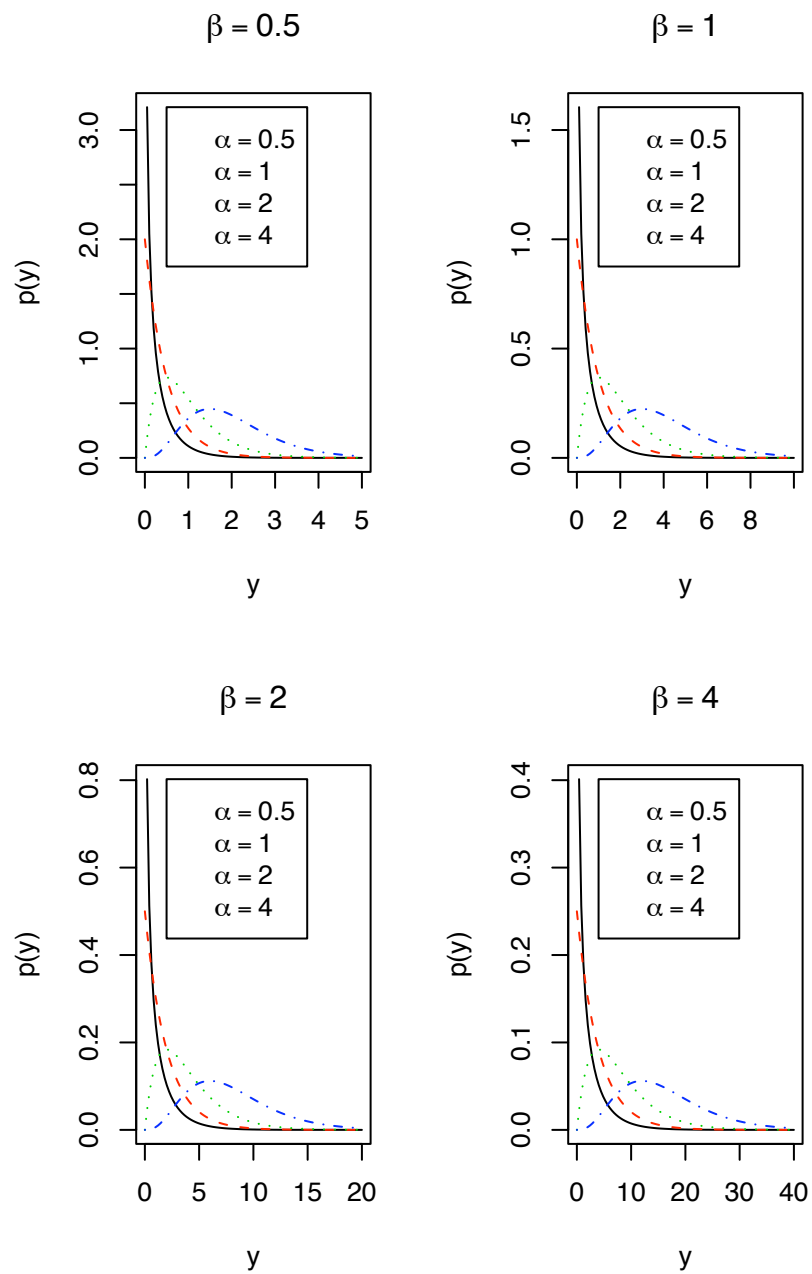 β = 0.5
p(y)
3.0
2.0
1.0
0.0
α = 0.5
α = 1
α = 2
α = 4
0 1 2 3 4 5
y
β = 1
p(y)
1.5
1.0
0.5
0.0
α = 0.5
α = 1
α = 2
α = 4
0 2 4 6 8
y
β = 2
p(y)
0.8
0.6
0.4
0.2
0.0
α = 0.5
α = 1
α = 2
α = 4
0 5 10 15 20
y
β = 4
p(y)
0.4
0.3
0.2
0.1
0.0
α = 0.5
α = 1
α = 2
α = 4
0 10 20 30 40
y